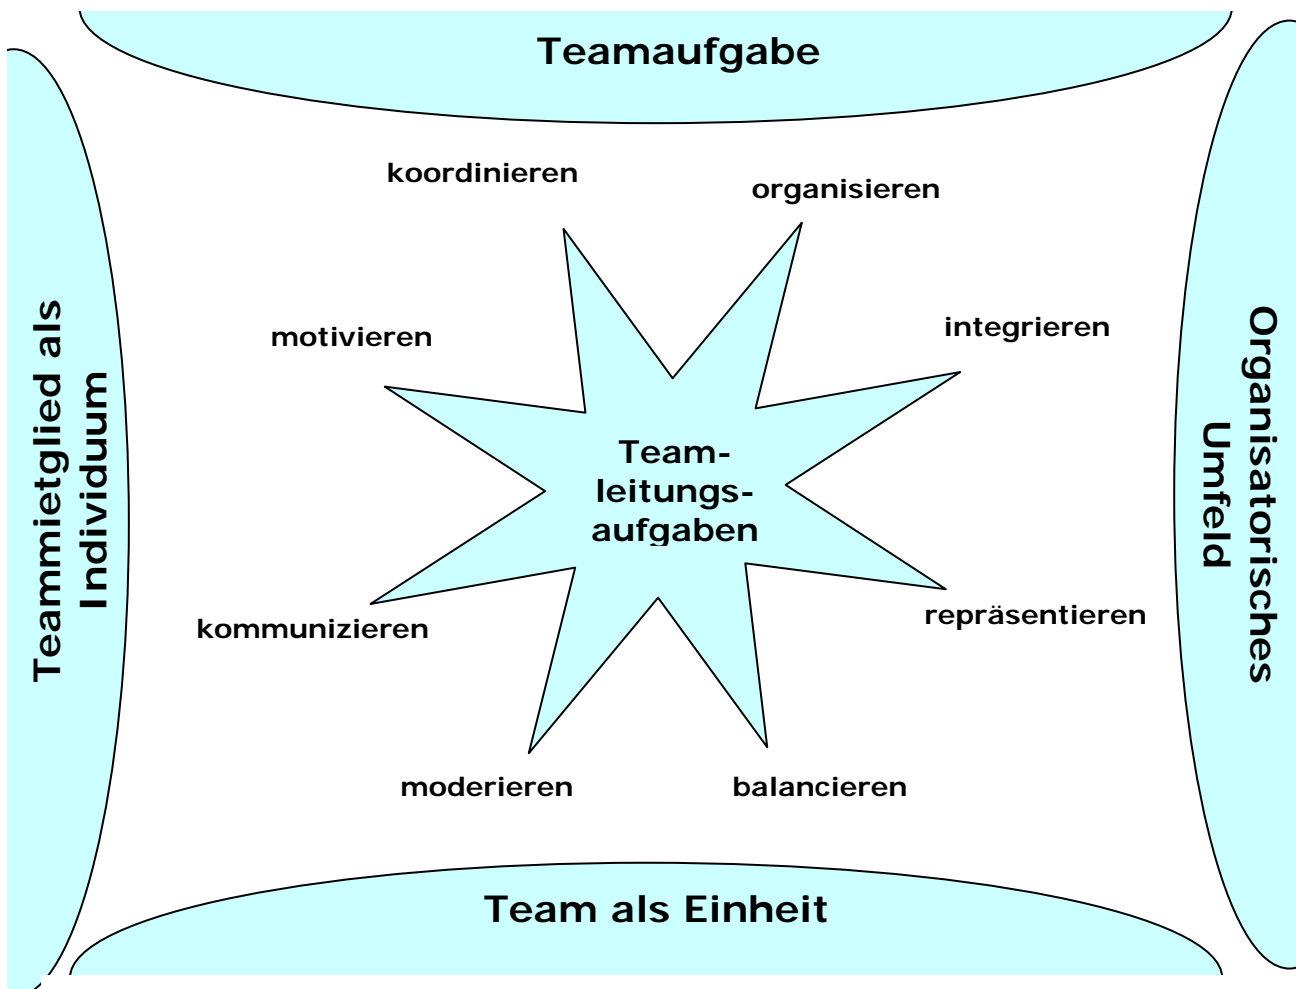 Teamaufgabe
koordinieren
organisieren
motivieren
integrieren
Teammietglied als
Individuum
Team-
leitungs-
aufgaben
Organisatorisches
Umfeld
kommunizieren
repräsentieren
moderieren
balancieren
Team als Einheit